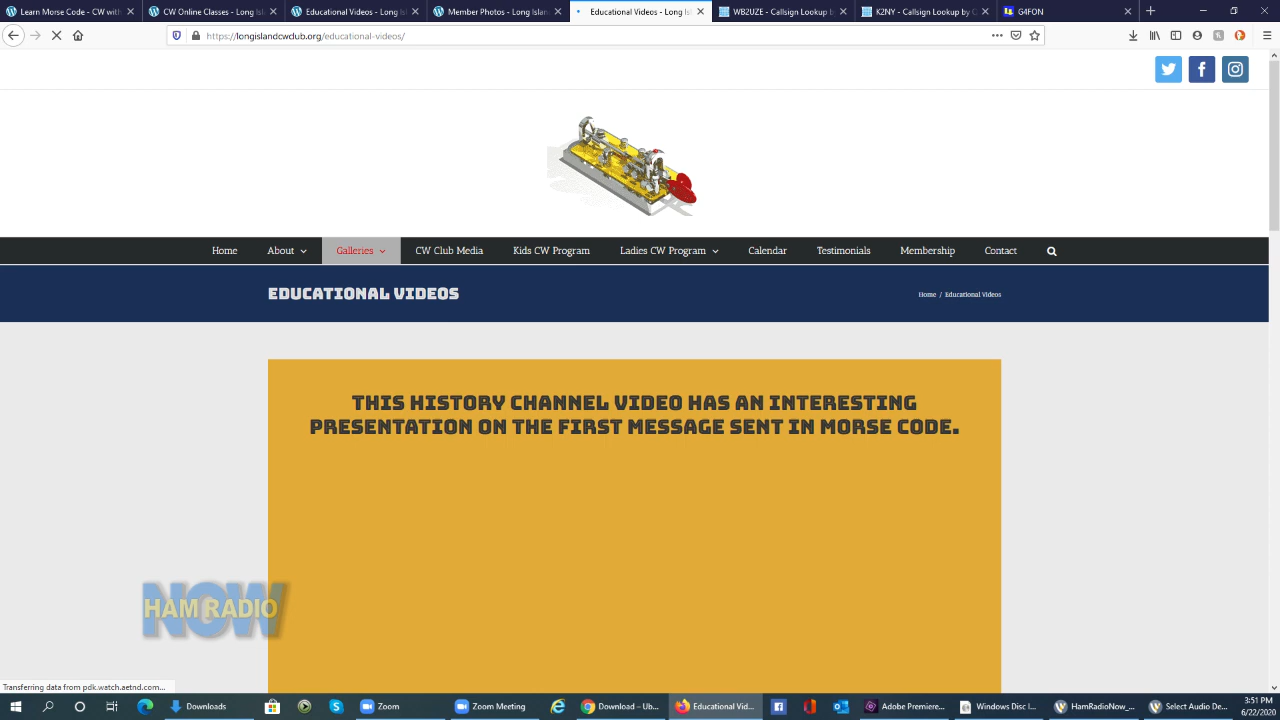 Learn Morse Code - CW with
CW Online Classes - Long Isl
Educational Videos - Long Isl
Member Photos - Long Islan
Educational Videos - Long Isl
WB2UZE - Callsign Lookup by
K2NY - Callsign Lookup by Q
G4FON
https://longislandcwclub.org/educational-videos/
Home
About
Galleries
CW Club Media
Kids CW Program
Ladies CW Program
Calendar
Testimonials
Membership
Contact
EDUCATIONAL VIDEOS
Home / Educational Videos
THIS HISTORY CHANNEL VIDEO HAS AN INTERESTING
PRESENTATION ON THE FIRST MESSAGE SENT IN MORSE CODE.
NOW
HAM RADIO
Transferring data from pdk.watch.aetnd.com...
Downloads
Zoom
Zoom Meeting
Download – Ub...
Educational Vid...
Adobe Premiere...
Windows Disc I...
HamRadioNow_...
Select Audio De...
3:51 PM
6/22/2020